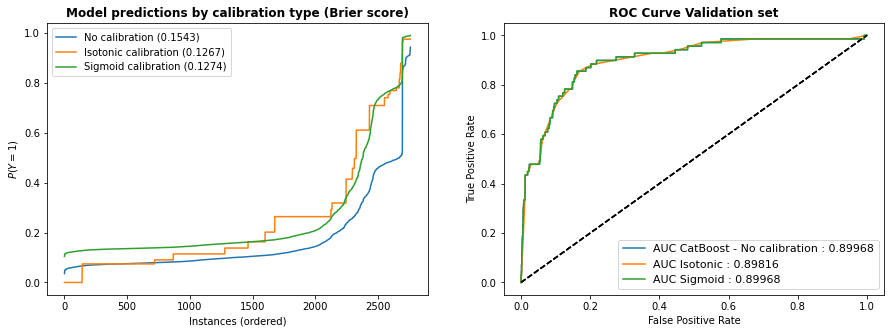 Model predictions by calibration type (Brier score)
No calibration (0.1543)
Isotonic calibration (0.1267)
Sigmoid calibration (0.1274)
1.0
0.8
0.6
0.4
0.2
0.0
P(Y = 1)
0
500
1000
1500
2000
2500
Instances (ordered)
ROC Curve Validation set
1.0
0.8
0.6
0.4
0.2
0.0
True Positive Rate
AUC CatBoost - No calibration : 0.89968
AUC Isotonic : 0.89816
AUC Sigmoid : 0.89968
0.0
0.2
0.4
0.6
0.8
1.0
False Positive Rate